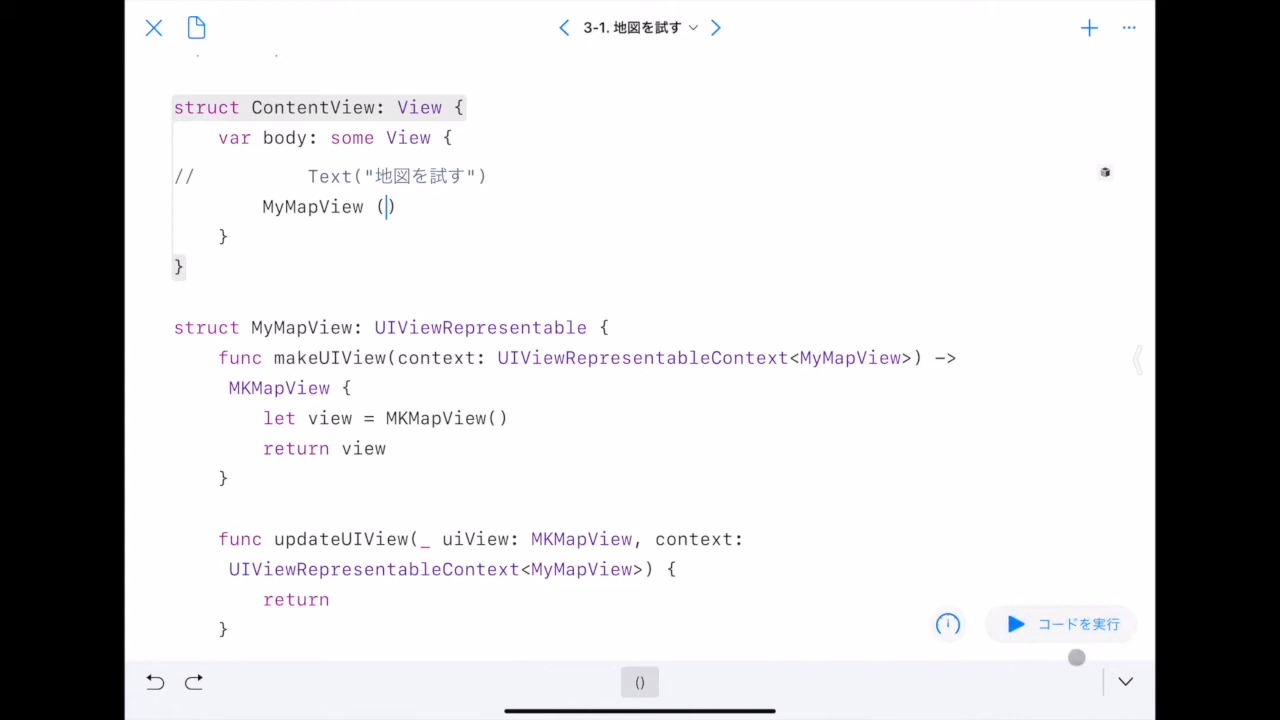 3-1. 地図を試す
struct ContentView: View {
var body: some View {
// Text("地図を試す")
MyMapView ()
}
}
struct MyMapView: UIViewRepresentable {
func makeUIView(context: UIViewRepresentableContext<MyMapView>) ->
MKMapView {
let view = MKMapView()
return view
}
func updateUIView(_ uiView: MKMapView, context:
UIViewRepresentableContext<MyMapView>) {
return
}
コードを実行
()